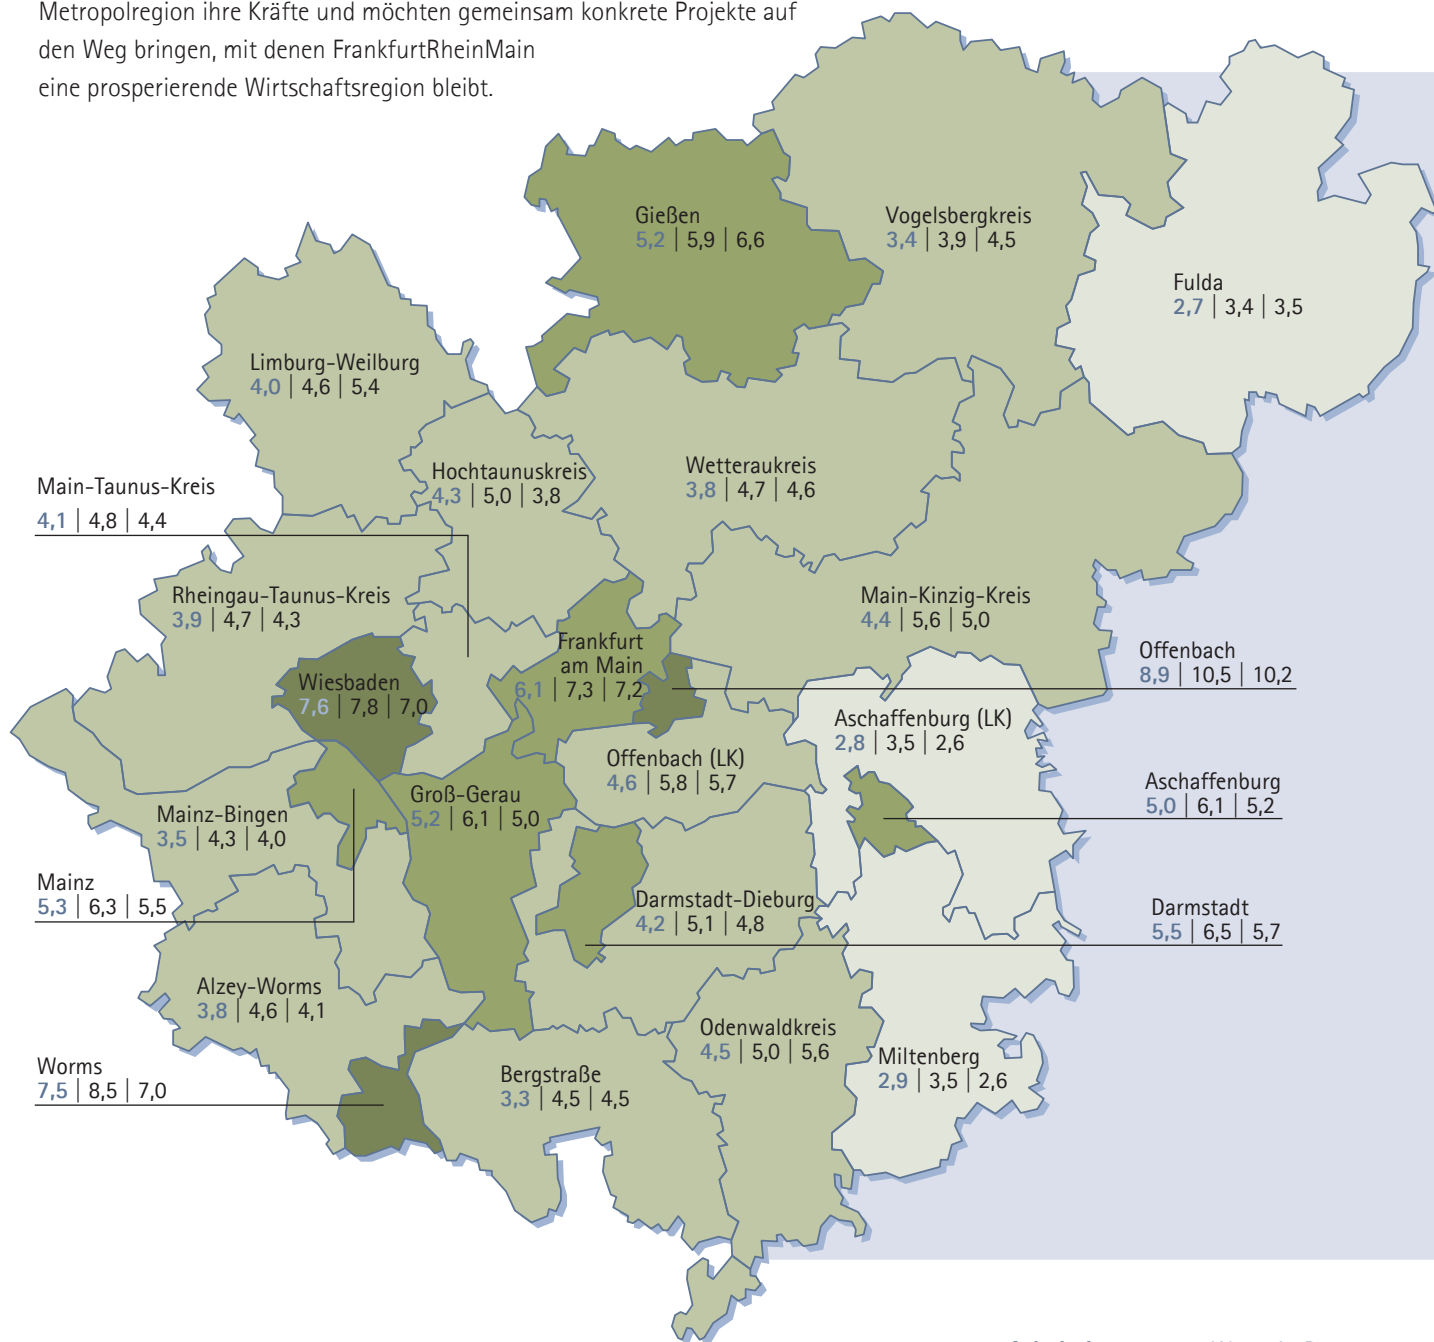 Metropolregion ihre Kräfte und möchten gemeinsam konkrete Projekte auf
den Weg bringen, mit denen FrankfurtRheinMain
eine prosperierende Wirtschaftsregion bleibt.
Gießen
5,2 | 5,9 | 6,6
Vogelsbergkreis
3,4 | 3,9 | 4,5
Fulda
2,7 | 3,4 | 3,5
Limburg-Weilburg
4,0 | 4,6 | 5,4
Hochtaunuskreis
4,3 | 5,0 | 3,8
Wetteraukreis
3,8 | 4,7 | 4,6
Main-Taunus-Kreis
4,1 | 4,8 | 4,4
Rheingau-Taunus-Kreis
3,9 | 4,7 | 4,3
Main-Kinzig-Kreis
4,4 | 5,6 | 5,0
Frankfurt
am Main
6,1 | 7,3 | 7,2
Offenbach
8,9 | 10,5 | 10,2
Wiesbaden
7,6 | 7,8 | 7,0
Aschaffenburg (LK)
2,8 | 3,5 | 2,6
Offenbach (LK)
4,6 | 5,8 | 5,7
Aschaffenburg
5,0 | 6,1 | 5,2
Groß-Gerau
5,2 | 6,1 | 5,0
Mainz-Bingen
3,5 | 4,3 | 4,0
Mainz
5,3 | 6,3 | 5,5
Darmstadt-Dieburg
4,2 | 5,1 | 4,8
Darmstadt
5,5 | 6,5 | 5,7
Alzey-Worms
3,8 | 4,6 | 4,1
Odenwaldkreis
4,5 | 5,0 | 5,6
Miltenberg
2,9 | 3,5 | 2,6
Worms
7,5 | 8,5 | 7,0
Bergstraße
3,3 | 4,5 | 4,5